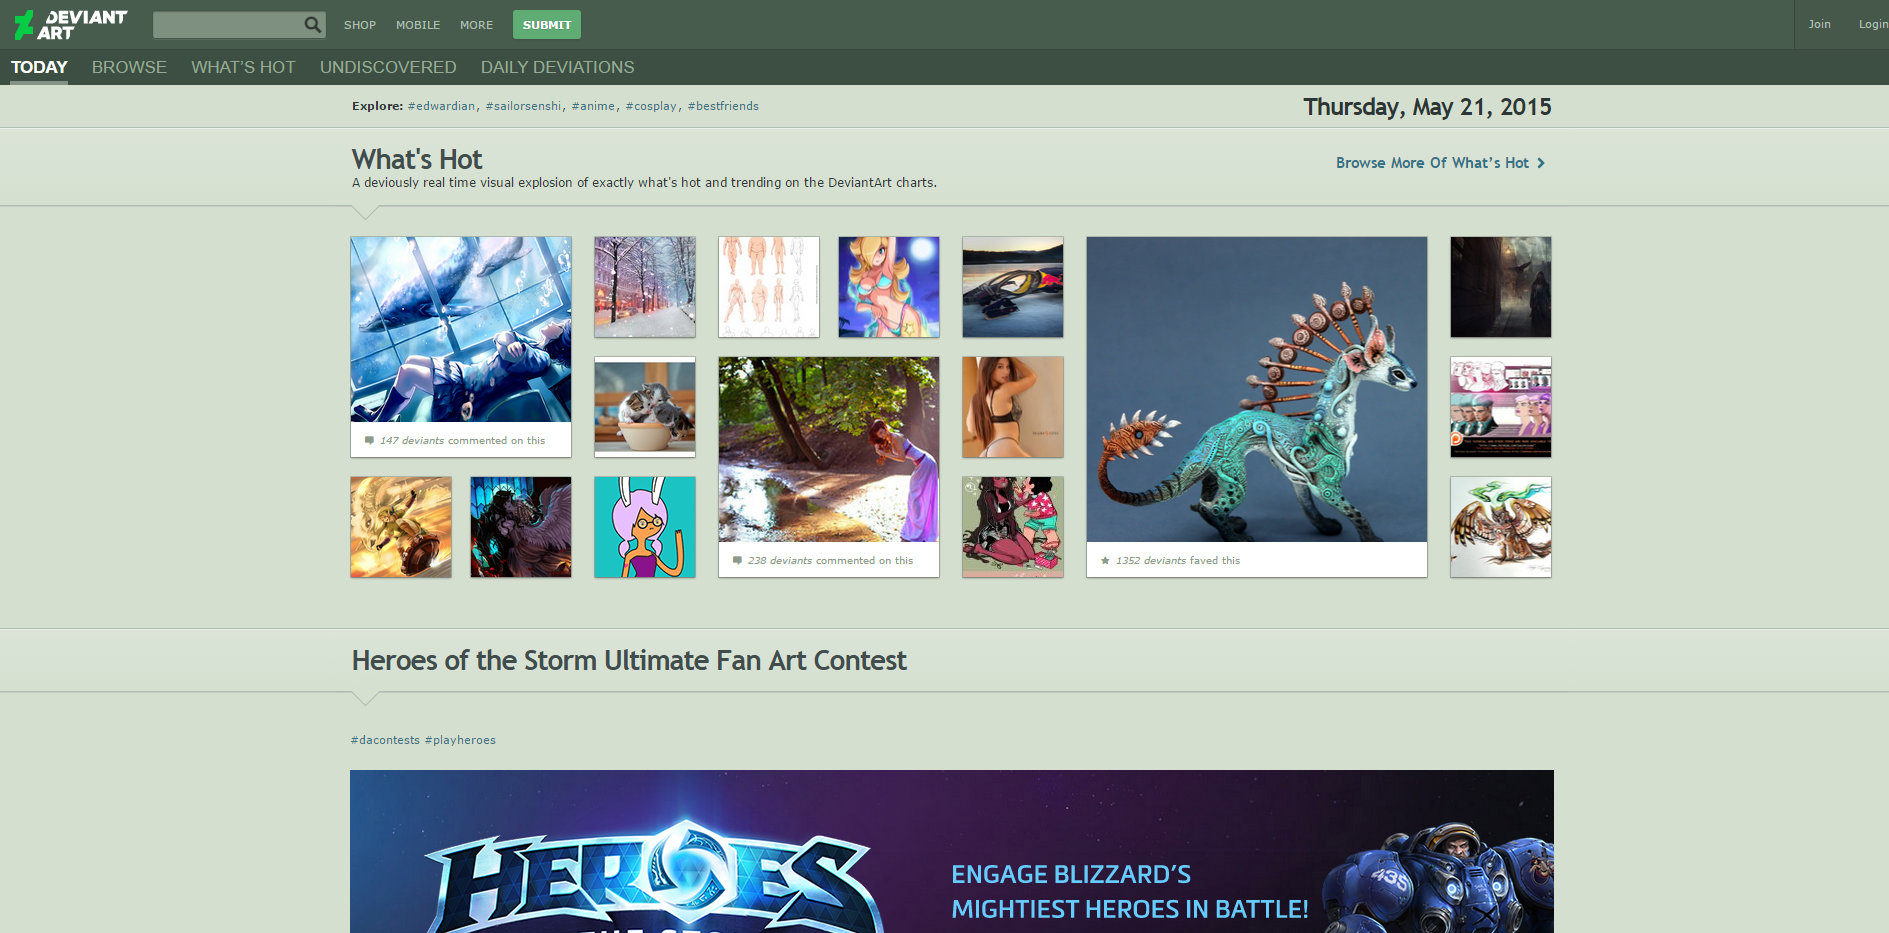 DEVIANT
ART
SHOP MOBILE MORE SUBMIT Join Login
TODAY BROWSE WHAT'S HOT UNDISCOVERED DAILY DEVIATIONS
Explore: #edwardian, #sailorsenshi, #anime, #cosplay, #bestfriends
Thursday, May 21, 2015
What's Hot
Browse More Of What's Hot
A deviously real time visual explosion of exactly what's hot and trending on the DeviantArt charts.
147 deviants commented on this
238 deviants commented on this
1352 deviants faved this
Heroes of the Storm Ultimate Fan Art Contest
#dacontests #playheroes
HEROES
ENGAGE BLIZZARD'S
MIGHTIEST HEROES IN BATTLE!
435